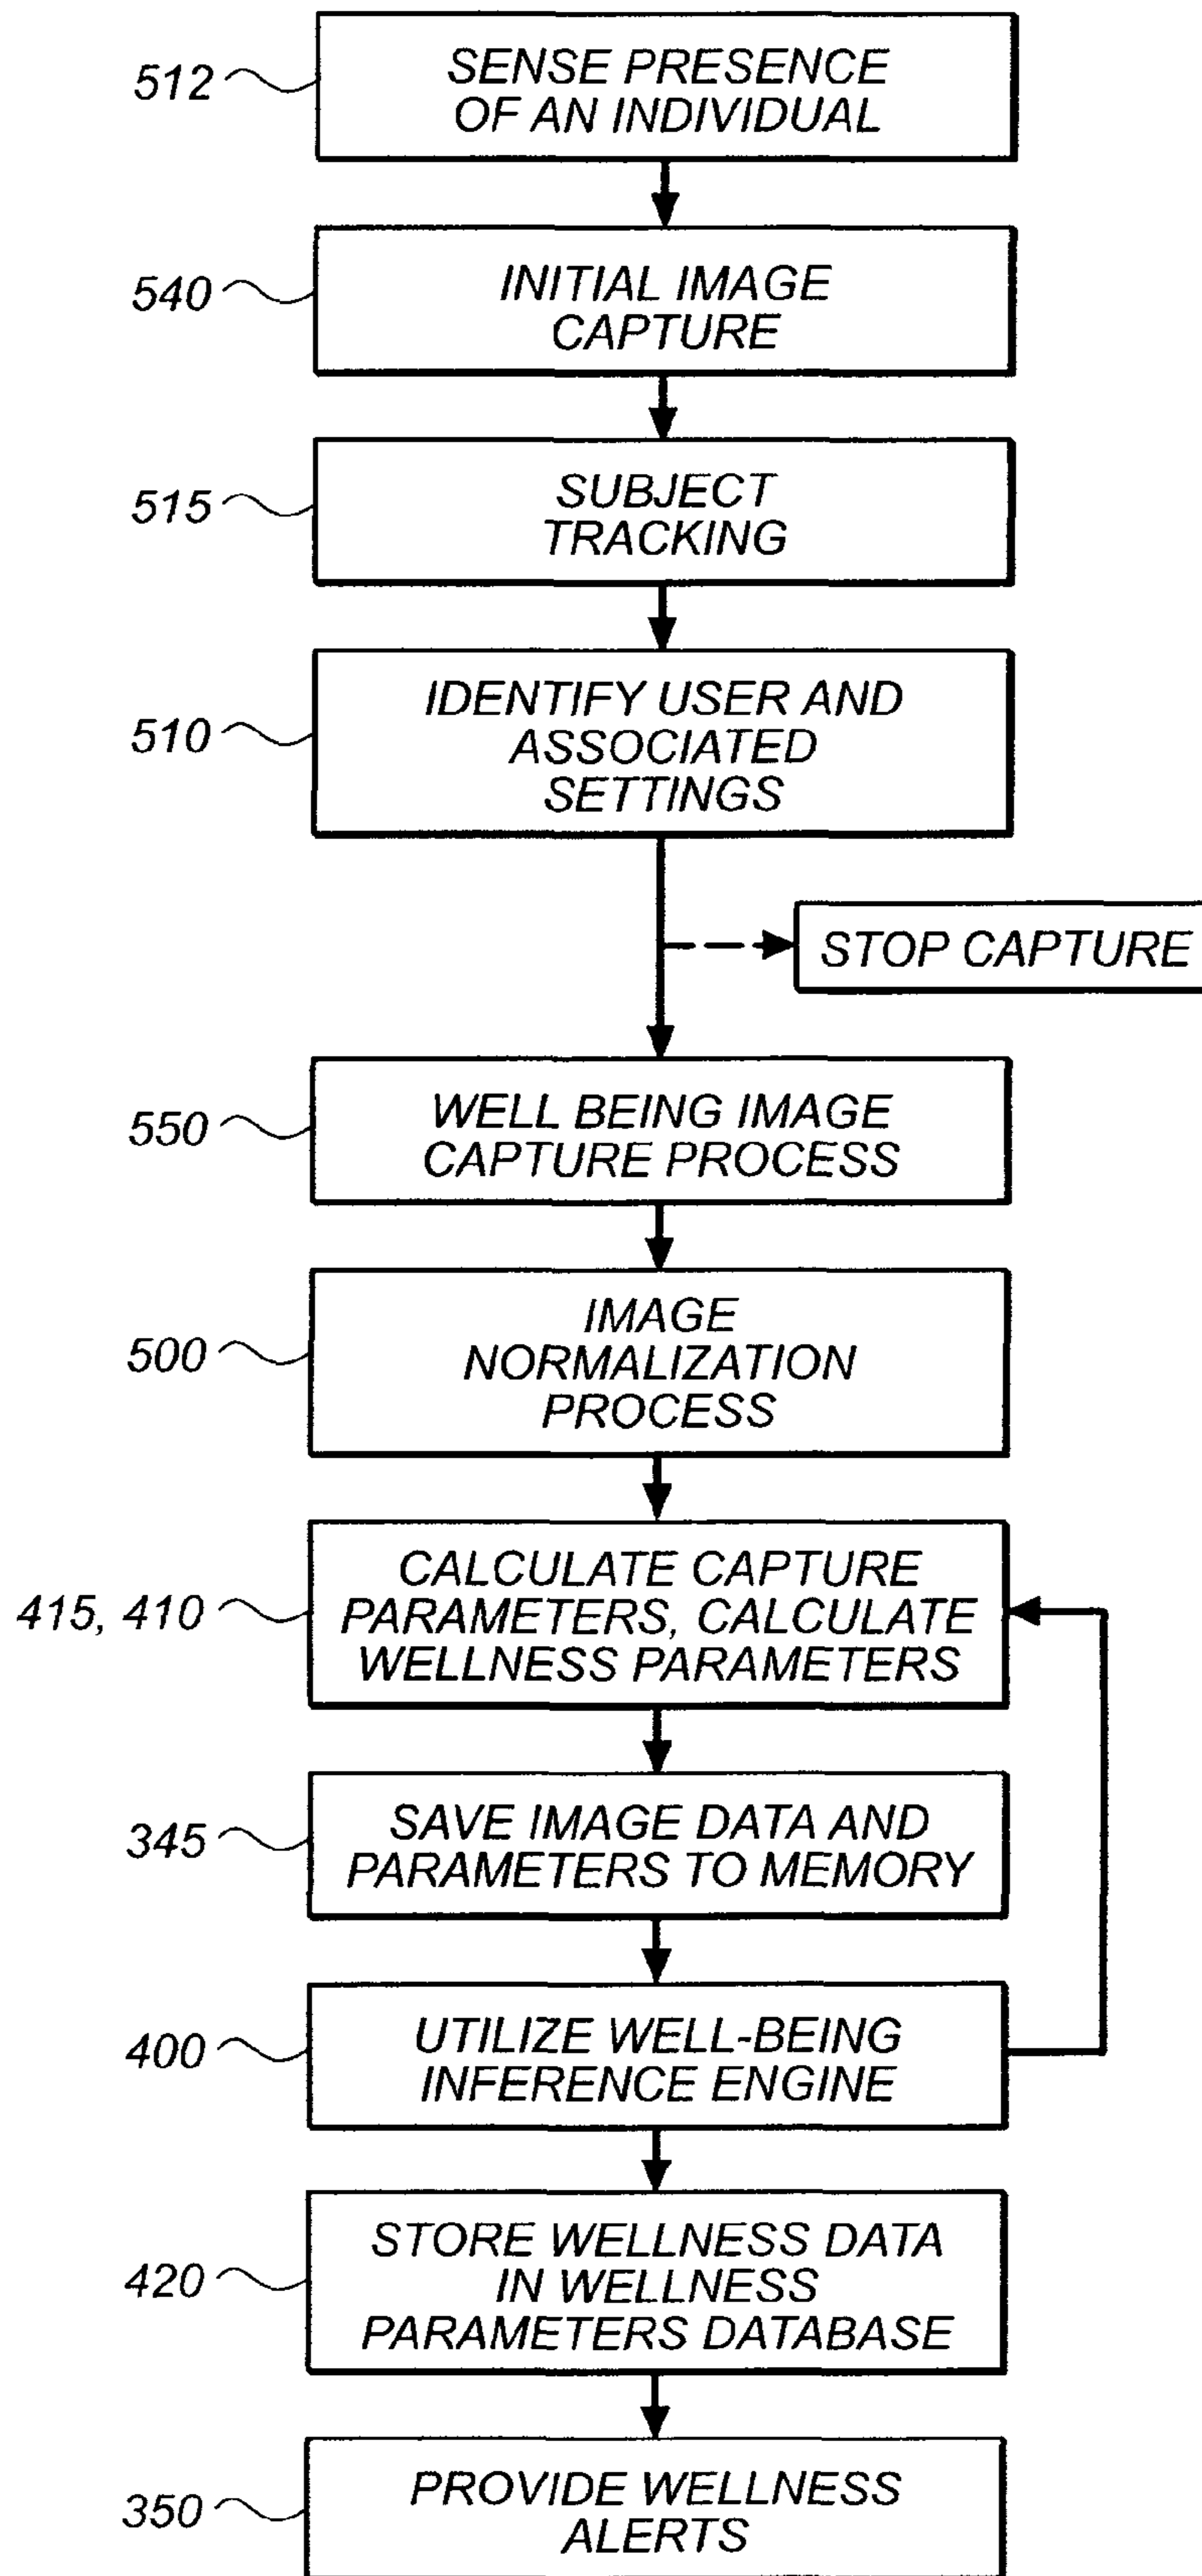 512
SENSE PRESENCE
OF AN INDIVIDUAL
540
INITIAL IMAGE
CAPTURE
515
SUBJECT
TRACKING
510
IDENTIFY USER AND
ASSOCIATED
SETTINGS
STOP CAPTURE
550
WELL BEING IMAGE
CAPTURE PROCESS
500
IMAGE
NORMALIZATION
PROCESS
415, 410
CALCULATE CAPTURE
PARAMETERS, CALCULATE
WELLNESS PARAMETERS
345
SAVE IMAGE DATA AND
PARAMETERS TO MEMORY
400
UTILIZE WELL-BEING
INFERENCE ENGINE
420
STORE WELLNESS DATA
IN WELLNESS
PARAMETERS DATABASE
350
PROVIDE WELLNESS
ALERTS